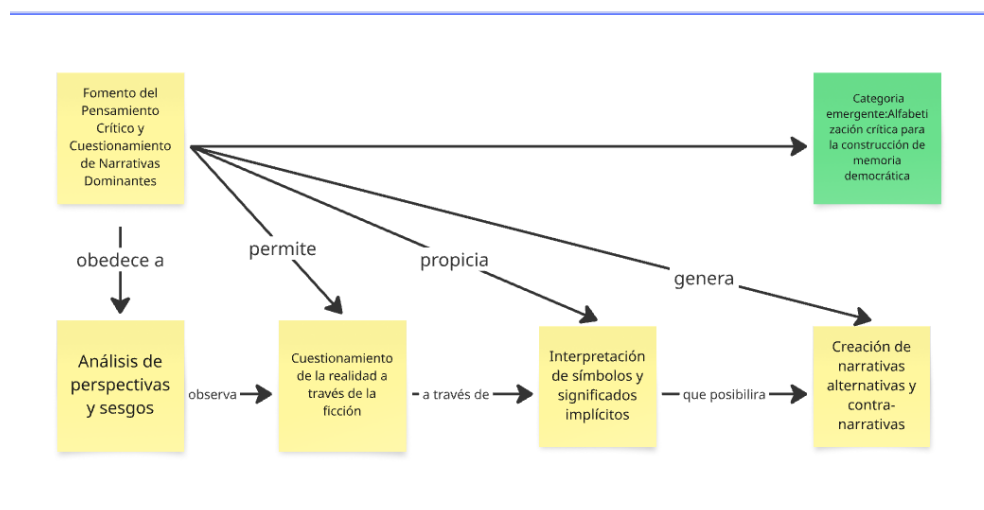 Fomento del
Pensamiento
Crítico y
Cuestionamiento
de Narrativas
Dominantes
Categoria
emergente:Alfabeti
zación crítica para
la construcción de
memoria
democrática
obedece a
permite
propicia
genera
Análisis de
perspectivas
y sesgos
observa
Cuestionamiento
de la realidad a
través de la
ficción
a través de
Interpretación
de símbolos y
significados
implícitos
que posibilira
Creación de
narrativas
alternativas y
contra-
narrativas